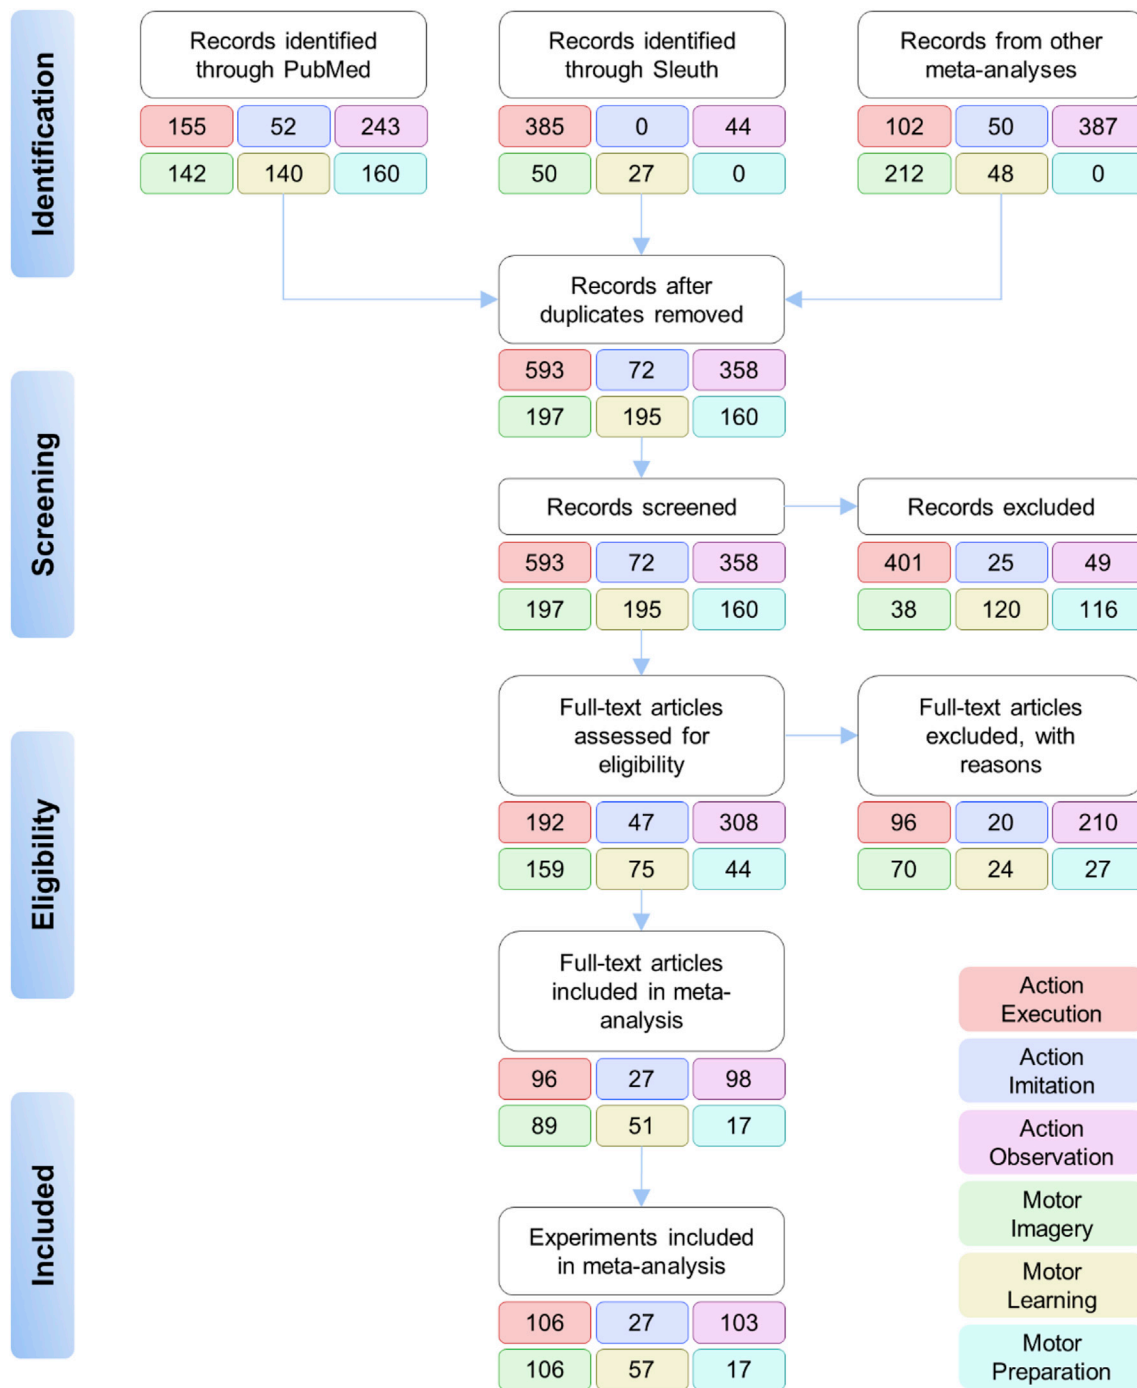 Identification
Records identified
through PubMed
155 52 243
142 140 160
Records identified
through Sleuth
385 0 44
50 27 0
Records from other
meta-analyses
102 50 387
212 48 0
Records after
duplicates removed
593 72 358
197 195 160
Screening
Records screened
593 72 358
197 195 160
Records excluded
401 25 49
38 120 116
Eligibility
Full-text articles
assessed for
eligibility
192 47 308
159 75 44
Full-text articles
excluded, with
reasons
96 20 210
70 24 27
Full-text articles
included in meta-
analysis
96 27 98
89 51 17
Included
Experiments included
in meta-analysis
106 27 103
106 57 17
Action
Execution
Action
Imitation
Action
Observation
Motor
Imagery
Motor
Learning
Motor
Preparation